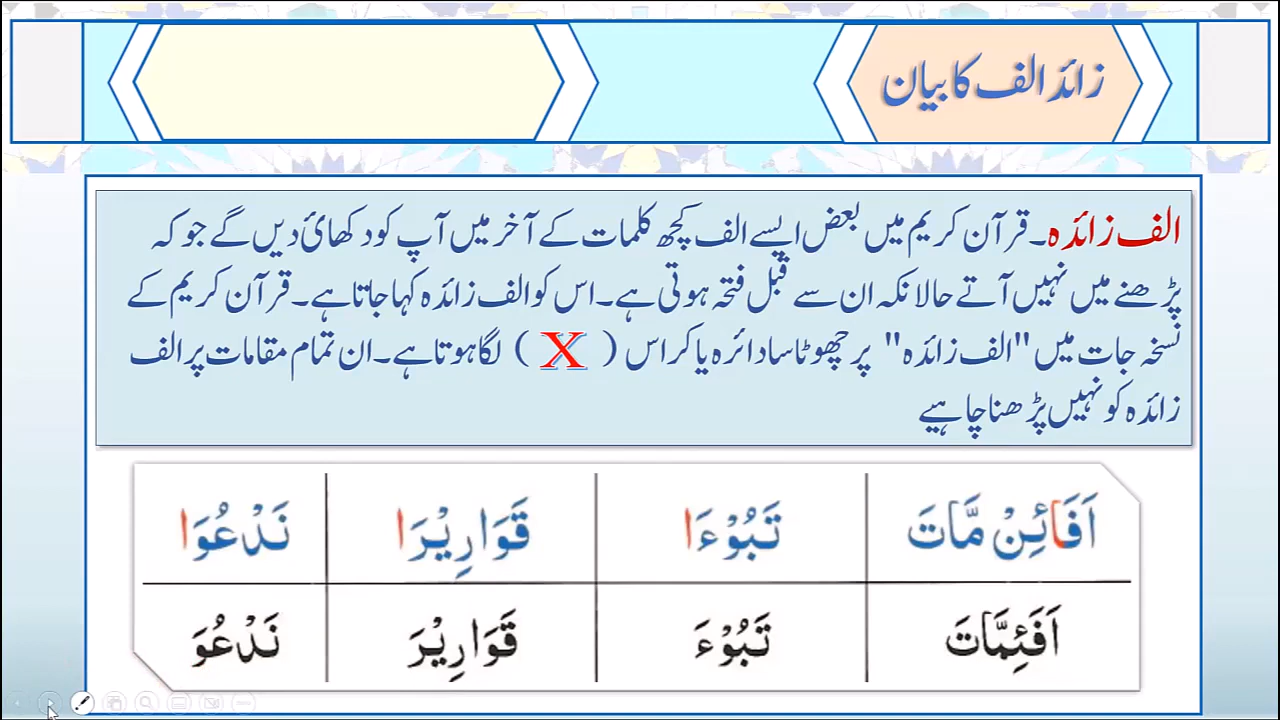 زائد الف کا بیان
الف زائدہ۔ قرآن کریم میں بعض ایسے الف کچھ کلمات کے آخر میں آپ کو دکھائ دیں گے جو کہ
پڑھنے میں نہیں آتے حالانکہ ان سے قبل فتحہ ہوتی ہے۔ اس کو الف زائدہ کہا جاتا ہے۔ قرآن کریم کے
نسخہ جات میں "الف زائدہ" پر چھوٹا سا دائرہ یا کراس ( X ) لگا ہوتا ہے۔ ان تمام مقامات پر الف
زائدہ کو نہیں پڑھنا چاہیے
اَفَائِنْ مَّاتَ تَبُوْءَا قَوَارِيْرَا نَدْعُوَا
اَفَئِمَّاتَ تَبُوْءَ قَوَارِيْرَ نَدْعُوَ